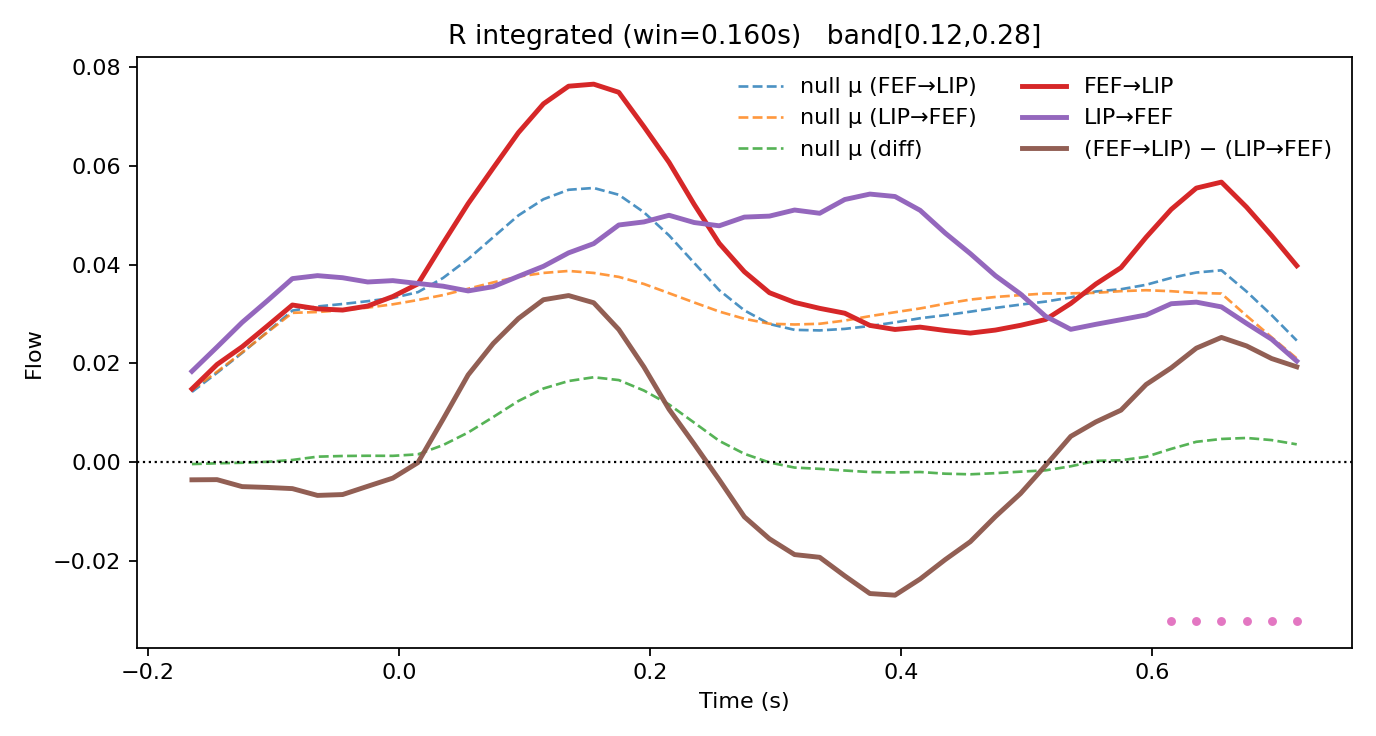 R integrated (win=0.160s)   band[0.12,0.28]
null μ (FEF→LIP)
null μ (LIP→FEF)
null μ (diff)
FEF→LIP
LIP→FEF
(FEF→LIP) − (LIP→FEF)
Flow
0.08
0.06
0.04
0.02
0.00
−0.02
−0.2
0.0
0.2
0.4
0.6
Time (s)